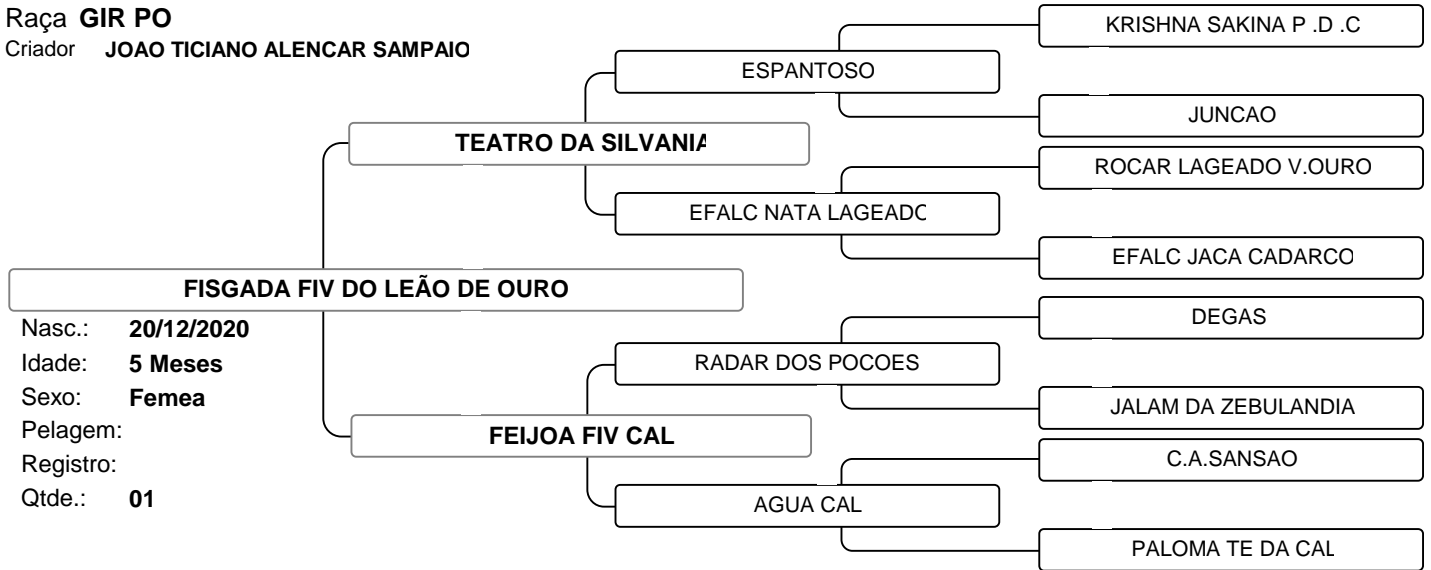 Raça GIR PO
Criador JOAO TICIANO ALENCAR SAMPAIO
KRISHNA SAKINA P .D .C
ESPANTOSO
JUNCAO
TEATRO DA SILVANIA
ROCAR LAGEADO V.OURO
EFALC NATA LAGEADO
EFALC JACA CADARCO
FISGADA FIV DO LEÃO DE OURO
Nasc.: 20/12/2020
Idade: 5 Meses
Sexo: Femea
Pelagem:
Registro:
Qtde.: 01
DEGAS
RADAR DOS POCOES
JALAM DA ZEBULANDIA
FEIJOA FIV CAL
C.A.SANSAO
AGUA CAL
PALOMA TE DA CAL